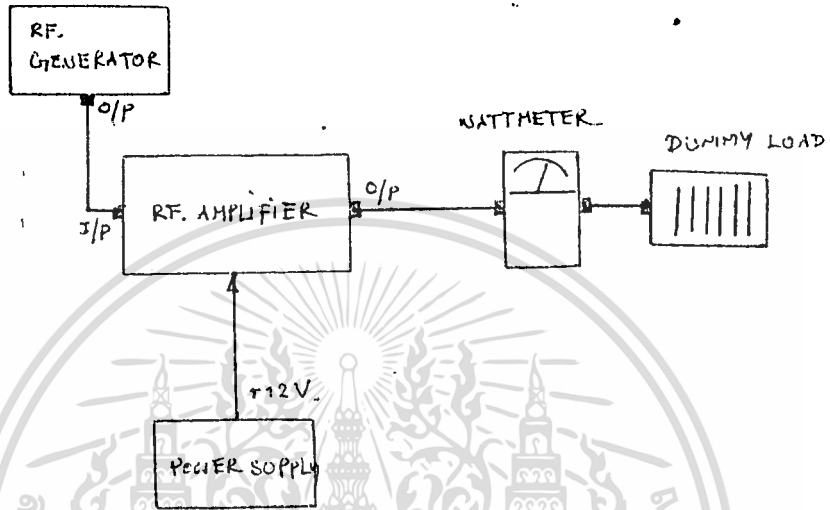 RF.
GENERATOR
O/P
WATTMETER
DUMMY LOAD
O/P
RF. AMPLIFIER
I/P
+12V
POWER SUPPLY